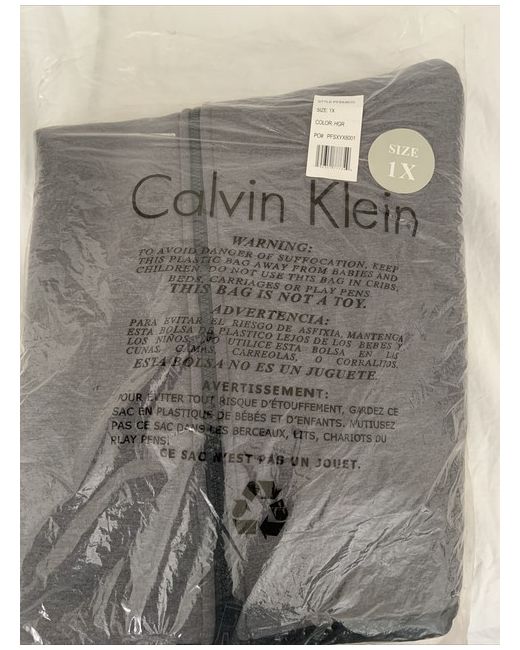 SIZE: 1X
COLOR: HGR
PO#: PFSXYX6001
SIZE
1X
Calvin Klein
WARNING:
TO AVOID DANGER OF SUFFOCATION, KEEP
THIS PLASTIC BAG AWAY FROM BABIES AND
CHILDREN. DO NOT USE THIS BAG IN CRIBS,
BEDS, CARRIAGES OR PLAY PENS.
THIS BAG IS NOT A TOY.
ADVERTENCIA:
PARA EVITAR EL RIESGO DE ASFIXIA, MANTENGA
ESTA BOLSA DE PLASTICO LEJOS DE LOS BEBES Y
LOS NIÑOS. NO UTILICE ESTA BOLSA EN LAS
CUNAS, CAMAS, CARREOLAS, O CORRALITOS.
ESTA BOLSA NO ES UN JUGUETE.
AVERTISSEMENT:
POUR ÉVITER TOUT RISQUE D'ÉTOUFFEMENT, GARDEZ CE
SAC EN PLASTIQUE DE BÉBÉS ET D'ENFANTS. N'UTILISEZ
PAS CE SAC DANS LES BERCEAUX, LITS, CHARIOTS OU
PLAY PENS.
CE SAC N'EST PAS UN JOUET.